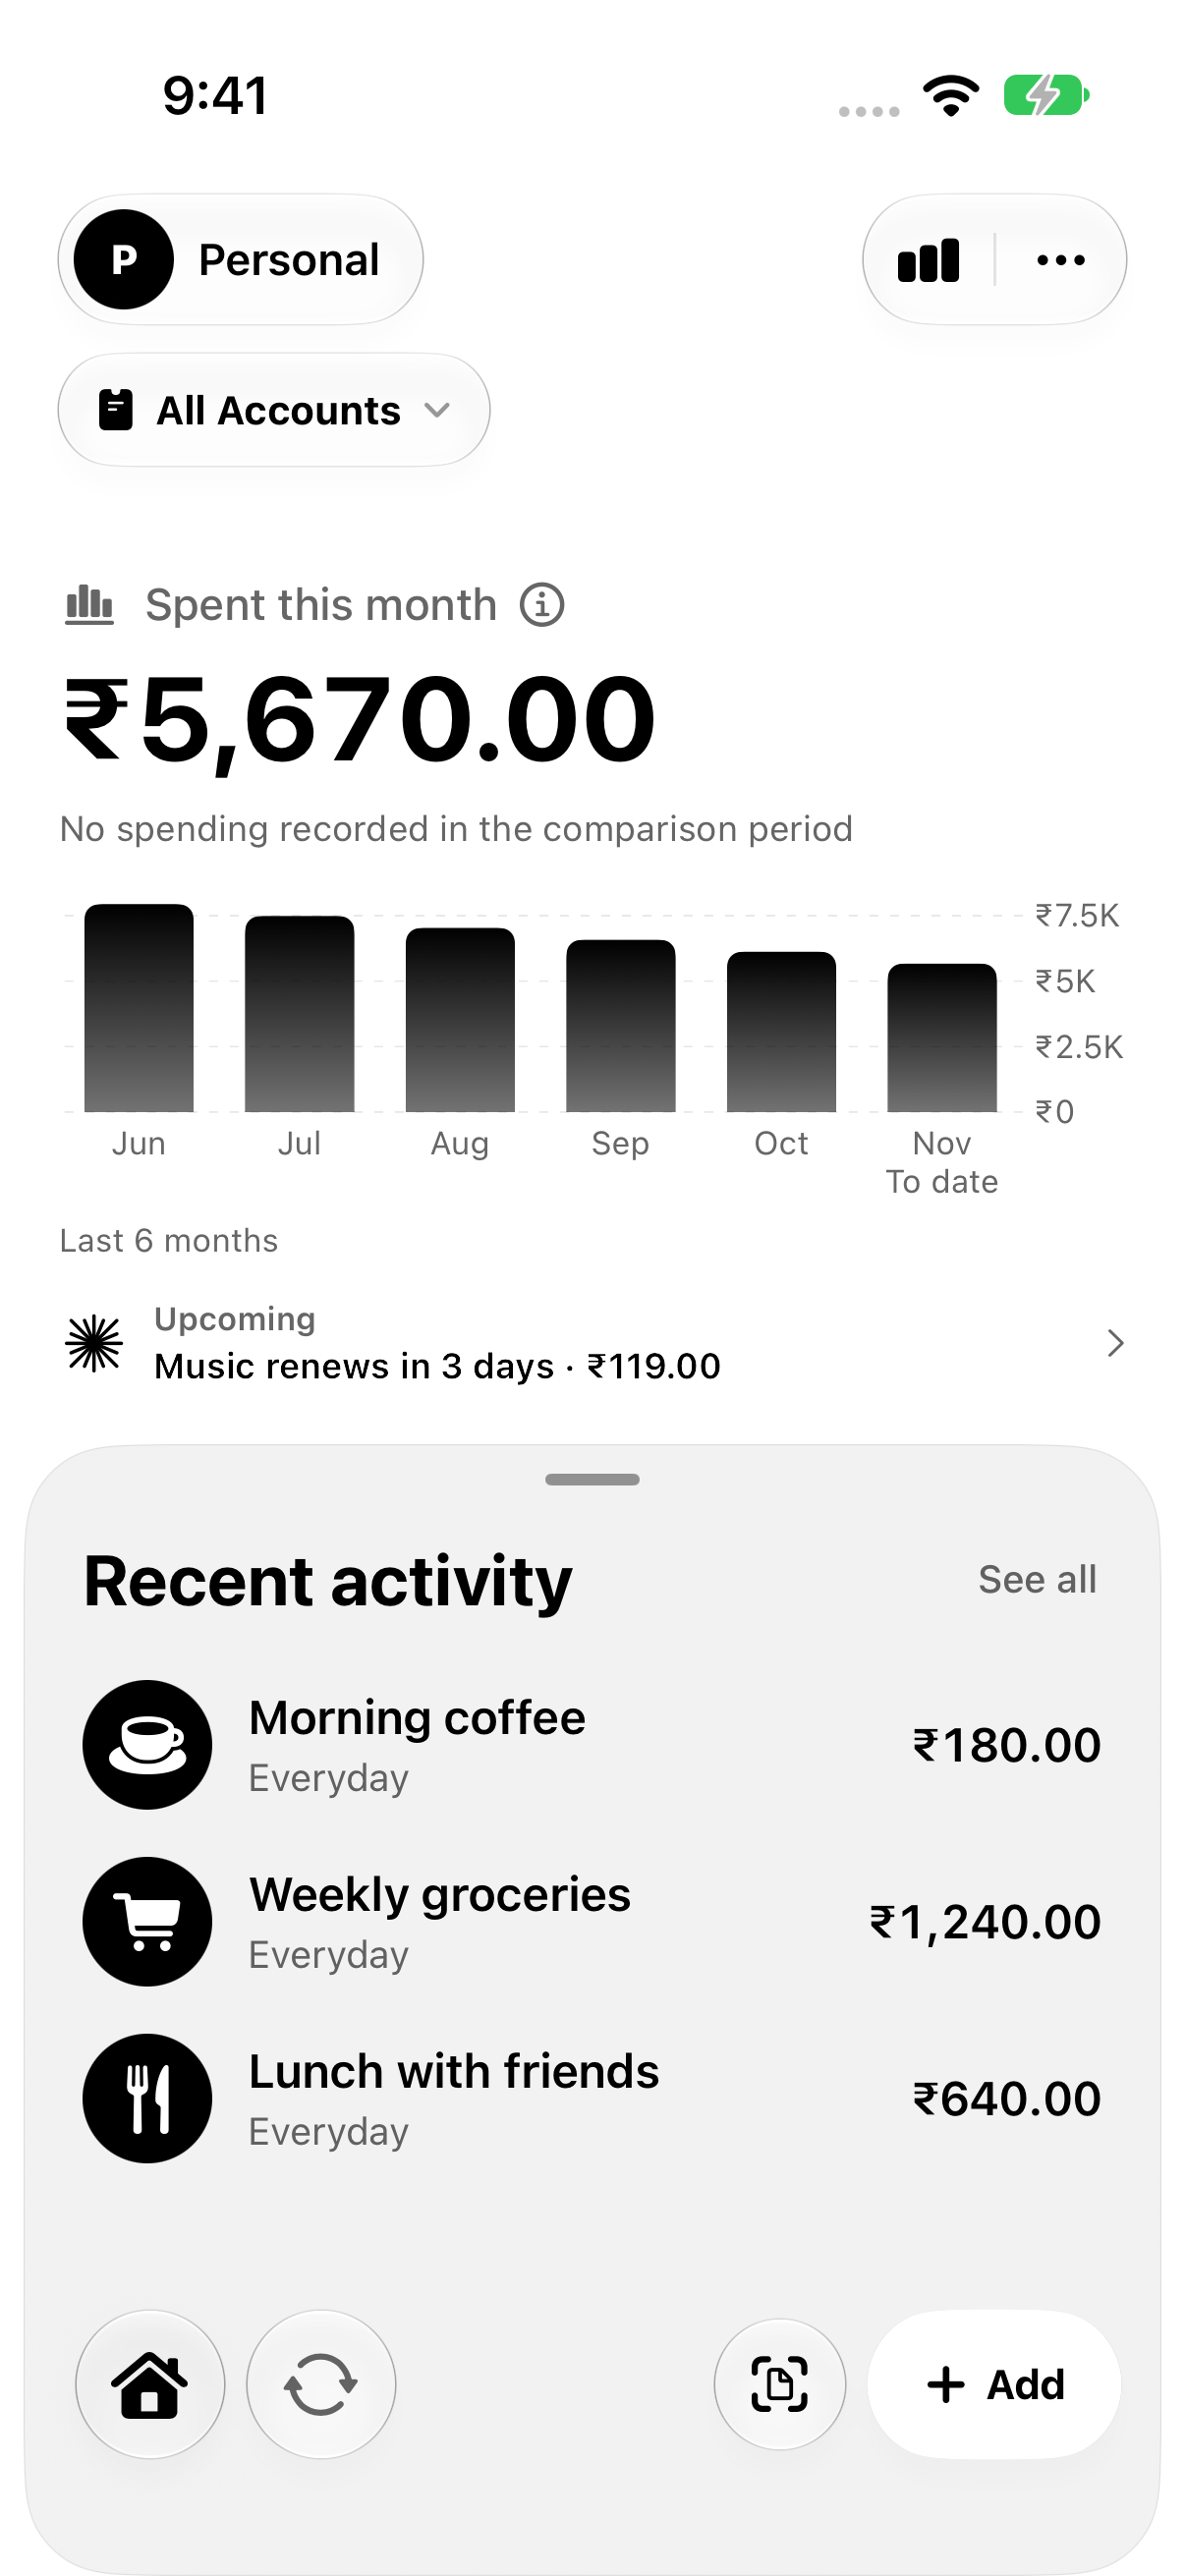 9:41
P Personal
All Accounts
Spent this month
₹5,670.00
No spending recorded in the comparison period
₹7.5K
₹5K
₹2.5K
₹0
Jun Jul Aug Sep Oct Nov
To date
Last 6 months
Upcoming
Music renews in 3 days · ₹119.00
Recent activity See all
Morning coffee
Everyday
₹180.00
Weekly groceries
Everyday
₹1,240.00
Lunch with friends
Everyday
₹640.00
+ Add